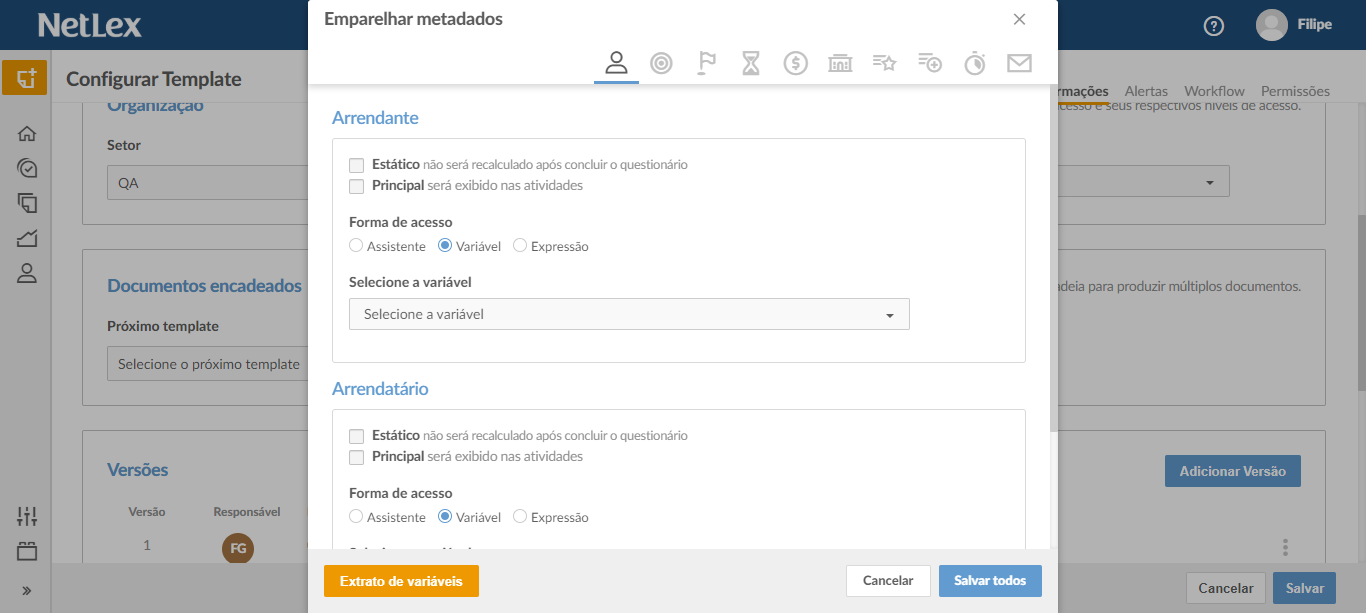 NetLex
Emparelhar metadados
Filipe
Configurar Template
rmações
Alertas
Workflow
Permissões
Organização
cesso e seus respectivos níveis de acesso.
Setor
QA
Arrendante
Estático não será recalculado após concluir o questionário
Principal será exibido nas atividades
Forma de acesso
Assistente
Variável
Expressão
Selecione a variável
Selecione a variável
Documentos encadeados
adeia para produzir múltiplos documentos.
Próximo template
Selecione o próximo template
Arrendatário
Estático não será recalculado após concluir o questionário
Principal será exibido nas atividades
Forma de acesso
Assistente
Variável
Expressão
Versões
Adicionar Versão
Versão
Responsável
1
FG
Extrato de variáveis
Cancelar
Salvar todos
Cancelar
Salvar